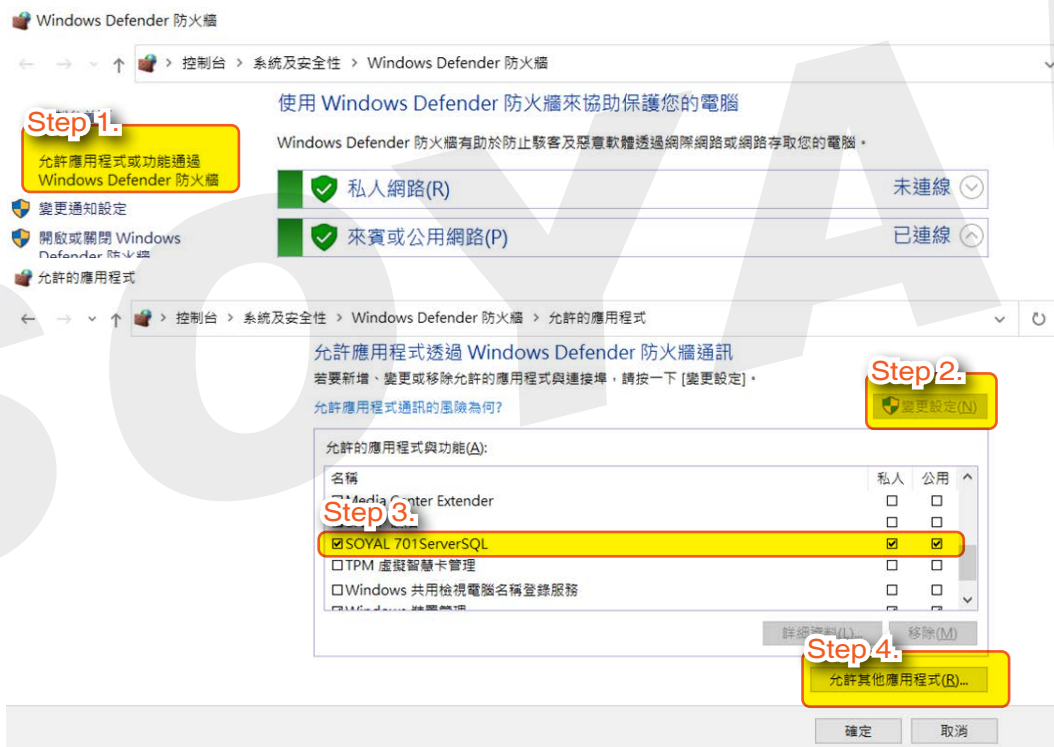 Windows Defender 防火牆
控制台 > 系統及安全性 > Windows Defender 防火牆
Step 1.
允許應用程式或功能通過
Windows Defender 防火牆
變更通知設定
開啟或關閉 Windows
Defender 防火牆
使用 Windows Defender 防火牆來協助保護您的電腦
Windows Defender 防火牆有助於防止駭客及惡意軟體透過網際網路或網路存取您的電腦。
私人網路(R) 未連線
來賓或公用網路(P) 已連線
允許的應用程式
控制台 > 系統及安全性 > Windows Defender 防火牆 > 允許的應用程式
允許應用程式透過 Windows Defender 防火牆通訊
若要新增、變更或移除允許的應用程式與連接埠，請按一下 [變更設定]。
Step 2.
允許應用程式通訊的風險為何?
變更設定(N)
允許的應用程式與功能(A):
名稱 私人 公用
Media Center Extender
Step 3.
SOYAL 701ServerSQL
TPM 虛擬智慧卡管理
Windows 共用檢視電腦名稱登錄服務
Windows 裝置管理
詳細資料(L)... 移除(M)
Step 4.
允許其他應用程式(R)...
確定 取消
SOYA